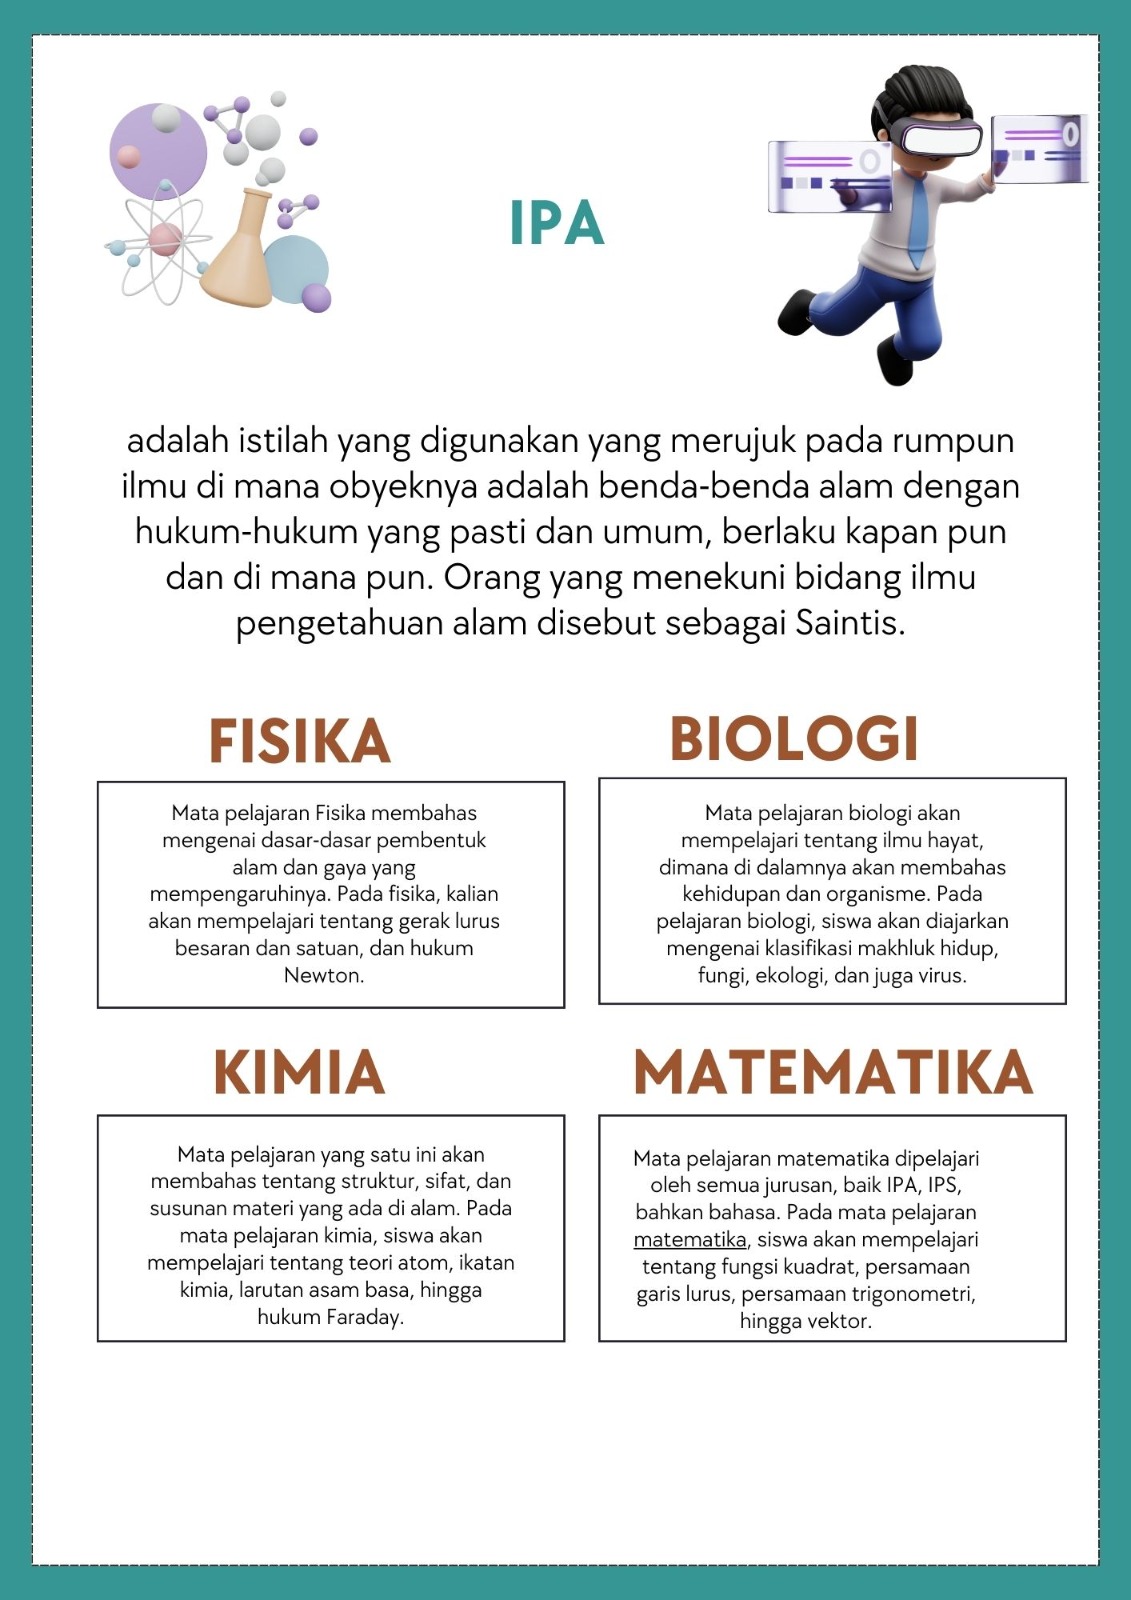 IPA
adalah istilah yang digunakan yang merujuk pada rumpun
ilmu di mana obyeknya adalah benda-benda alam dengan
hukum-hukum yang pasti dan umum, berlaku kapan pun
dan di mana pun. Orang yang menekuni bidang ilmu
pengetahuan alam disebut sebagai Saintis.
FISIKA
Mata pelajaran Fisika membahas
mengenai dasar-dasar pembentuk
alam dan gaya yang
mempengaruhinya. Pada fisika, kalian
akan mempelajari tentang gerak lurus
besaran dan satuan, dan hukum
Newton.
BIOLOGI
Mata pelajaran biologi akan
mempelajari tentang ilmu hayat,
dimana di dalamnya akan membahas
kehidupan dan organisme. Pada
pelajaran biologi, siswa akan diajarkan
mengenai klasifikasi makhluk hidup,
fungi, ekologi, dan juga virus.
KIMIA
Mata pelajaran yang satu ini akan
membahas tentang struktur, sifat, dan
susunan materi yang ada di alam. Pada
mata pelajaran kimia, siswa akan
mempelajari tentang teori atom, ikatan
kimia, larutan asam basa, hingga
hukum Faraday.
MATEMATIKA
Mata pelajaran matematika dipelajari
oleh semua jurusan, baik IPA, IPS,
bahkan bahasa. Pada mata pelajaran
matematika, siswa akan mempelajari
tentang fungsi kuadrat, persamaan
garis lurus, persamaan trigonometri,
hingga vektor.